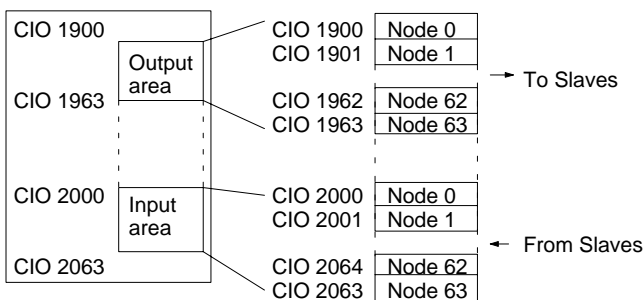 CIO 1900
Output
area
CIO 1963
CIO 2000
Input
area
CIO 2063
CIO 1900 Node 0
CIO 1901 Node 1
To Slaves
CIO 1962 Node 62
CIO 1963 Node 63
CIO 2000 Node 0
CIO 2001 Node 1
From Slaves
CIO 2064 Node 62
CIO 2063 Node 63